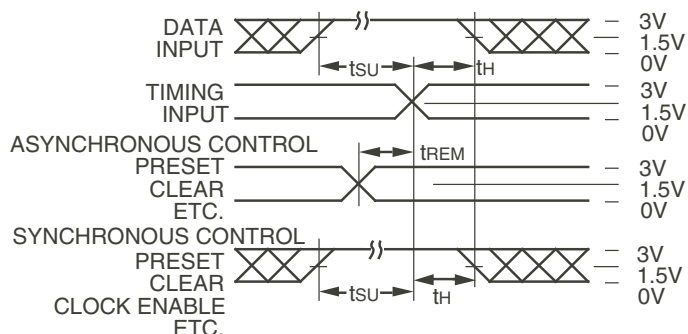 DATA INPUT
3V
1.5V
0V
tSU
tH
TIMING INPUT
3V
1.5V
0V
ASYNCHRONOUS CONTROL
tREM
PRESET
CLEAR
ETC.
3V
1.5V
0V
SYNCHRONOUS CONTROL
PRESET
CLEAR
CLOCK ENABLE
ETC.
3V
1.5V
0V
tSU
tH